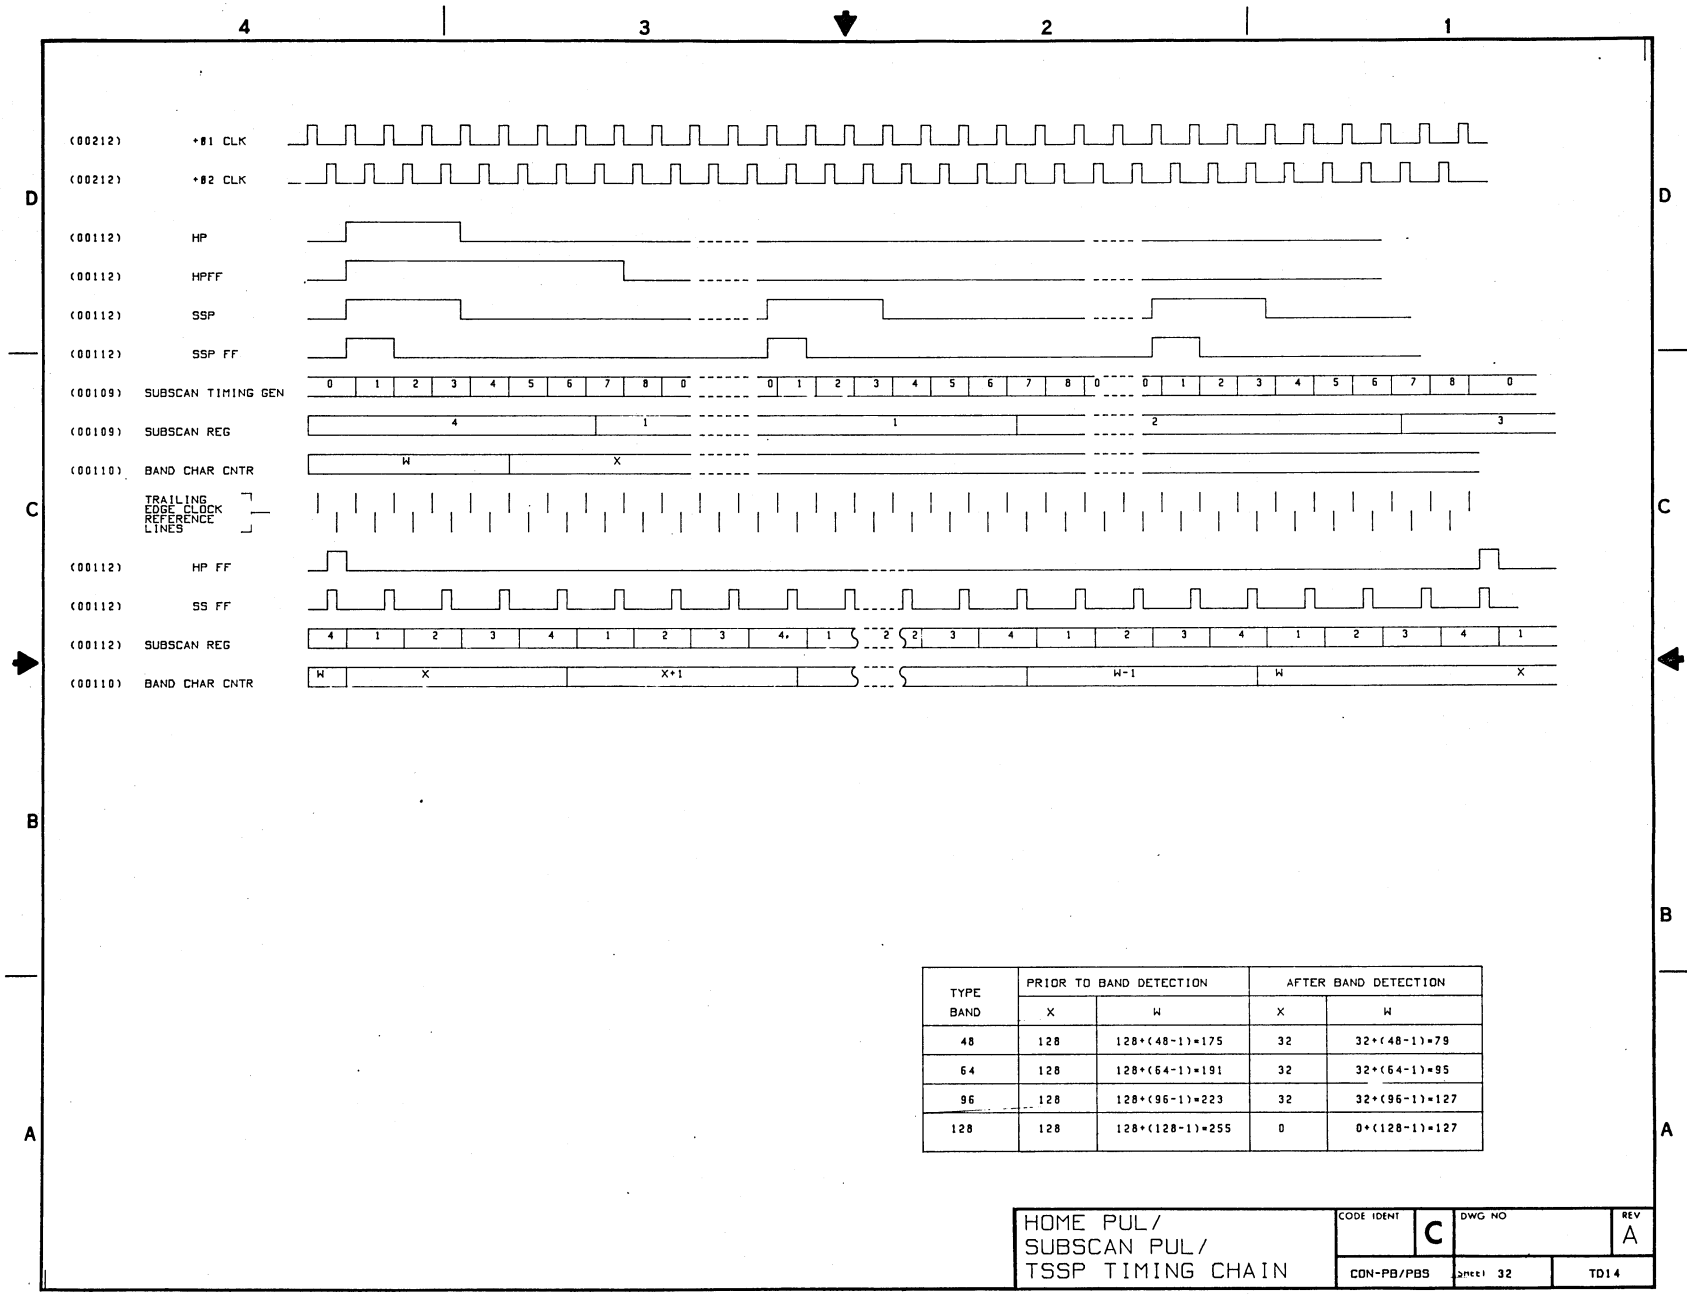 4 3 2 1
(00212) +Ø1 CLK
(00212) +Ø2 CLK
D D
(00112) HP
(00112) HPFF
(00112) SSP
(00112) SSP FF
(00109) SUBSCAN TIMING GEN 0 1 2 3 4 5 6 7 8 0 0 1 2 3 4 5 6 7 8 0 0 1 2 3 4 5 6 7 8 0
(00109) SUBSCAN REG 4 1 1 2 3
(00110) BAND CHAR CNTR W X
TRAILING
EDGE CLOCK
REFERENCE
LINES
C C
(00112) HP FF
(00112) SS FF
(00112) SUBSCAN REG 4 1 2 3 4 1 2 3 4. 1 2 2 3 4 1 2 3 4 1 2 3 4 1
(00110) BAND CHAR CNTR W X X+1 W-1 W X
B
B
TYPE BAND PRIOR TO BAND DETECTION AFTER BAND DETECTION
X W X W
48 128 128+(48-1)=175 32 32+(48-1)=79
64 128 128+(64-1)=191 32 32+(64-1)=95
96 128 128+(96-1)=223 32 32+(96-1)=127
128 128 128+(128-1)=255 0 0+(128-1)=127
A A
HOME PUL/
SUBSCAN PUL/
TSSP TIMING CHAIN
CODE IDENT C DWG NO REV A
CON-PB/PBS SHEET 32 TD14